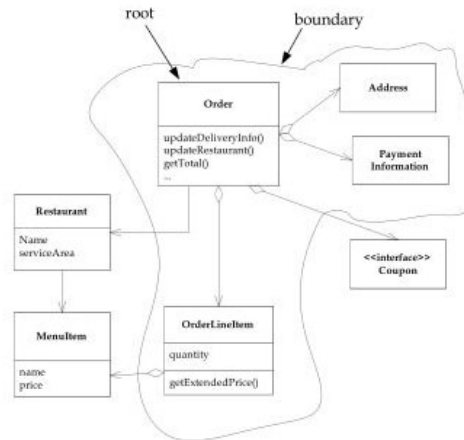 root
boundary
Order
updateDeliveryInfo()
updateRestaurant()
getTotal()
...
Address
Payment
Information
Restaurant
Name
serviceArea
<<interface>>
Coupon
MenuItem
name
price
OrderLineItem
quantity
getExtendedPrice()